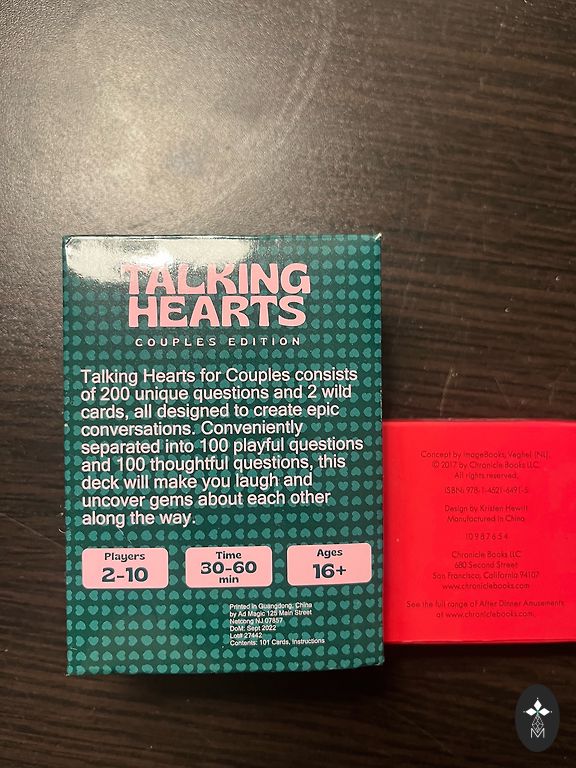 TALKING
HEARTS
COUPLES EDITION
Talking Hearts for Couples consists
of 200 unique questions and 2 wild
cards, all designed to create epic
conversations. Conveniently
separated into 100 playful questions
and 100 thoughtful questions, this
deck will make you laugh and
uncover gems about each other
along the way.
Players
2-10
Time
30-60
min
Ages
16+
Printed in Guangdong, China
by Ad Magic 125 Main Street
Netcong NJ 07857
DoM: Sept 2022
Lot# 27442
Contents: 101 Cards, Instructions
Concept by ImageBooks, Veghel (NL).
© 2017 by Chronicle Books LLC.
All rights reserved.
ISBN: 978-1-4521-6491-5
Design by Kristen Hewitt
Manufactured in China
10 9 8 7 6 5 4
Chronicle Books LLC
680 Second Street
San Francisco, California 94107
www.chroniclebooks.com
See the full range of After Dinner Amusements
at www.chroniclebooks.com.
M